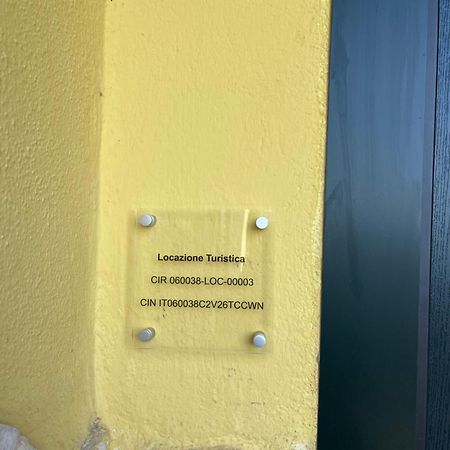 Locazione Turistica
CIR 060038-LOC-00003
CIN IT060038C2V26TCCWN